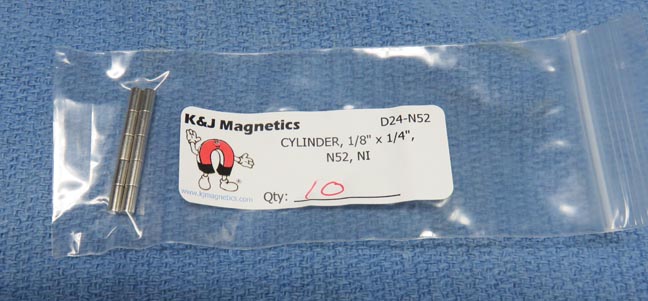 K&J Magnetics D24-N52
CYLINDER, 1/8" x 1/4",
N52, NI
www.kjmagnetics.com
Qty: 10